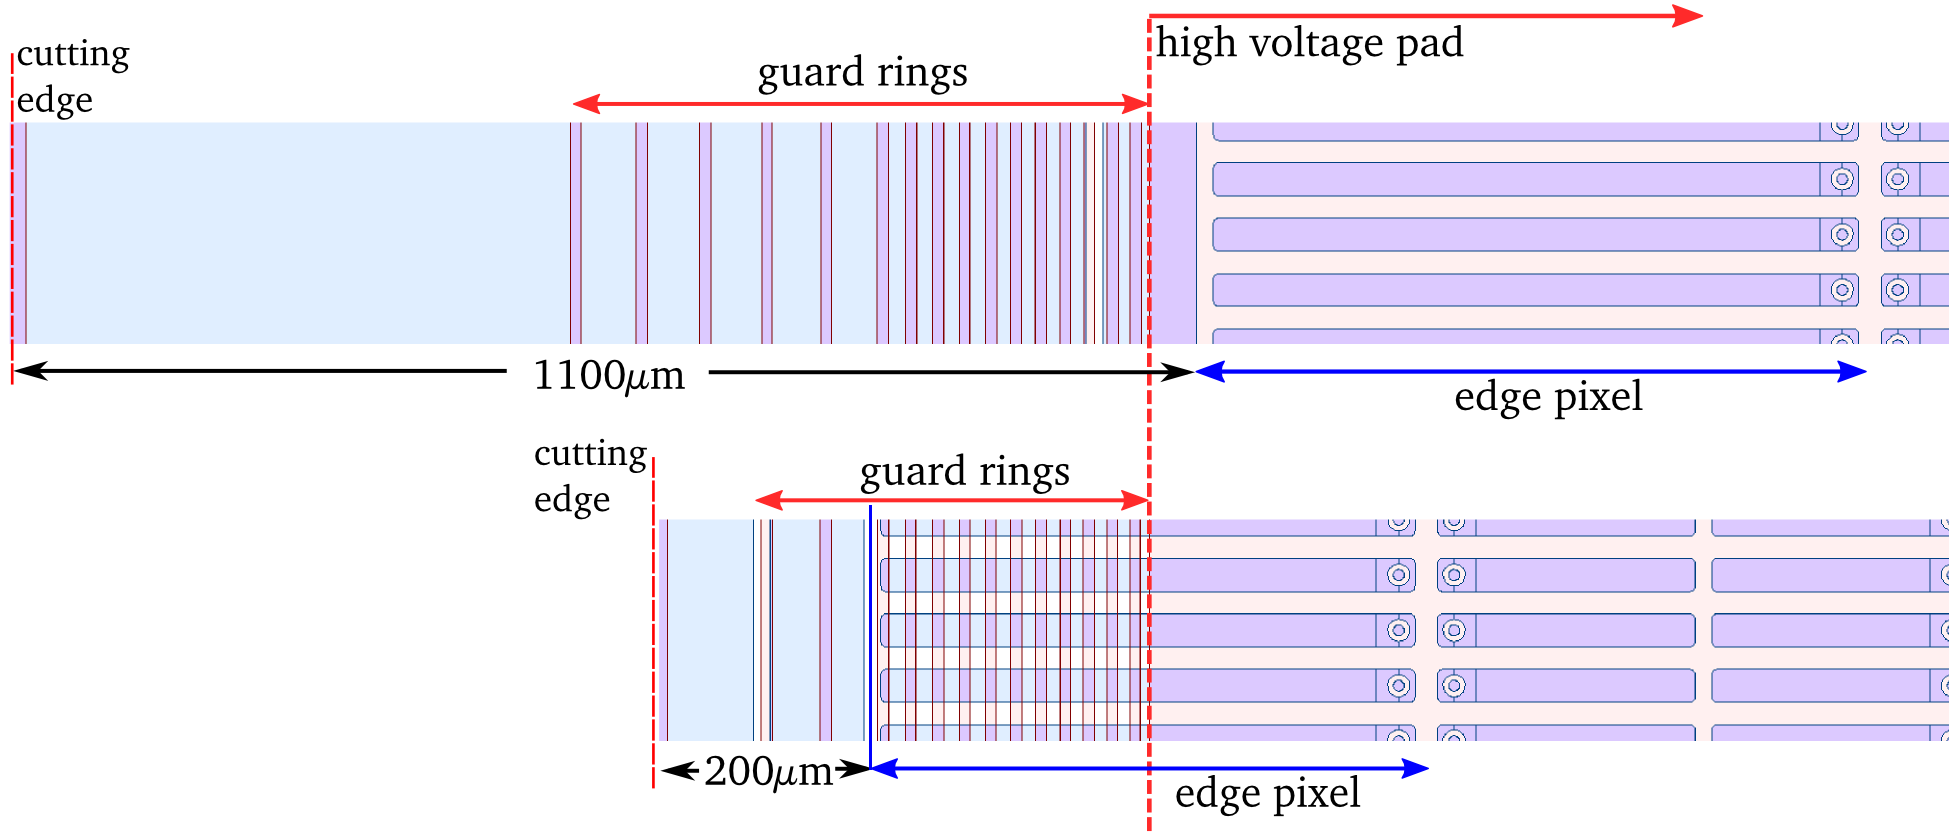 cutting
edge
guard rings
high voltage pad
1100μm
edge pixel
cutting
edge
guard rings
200μm
edge pixel